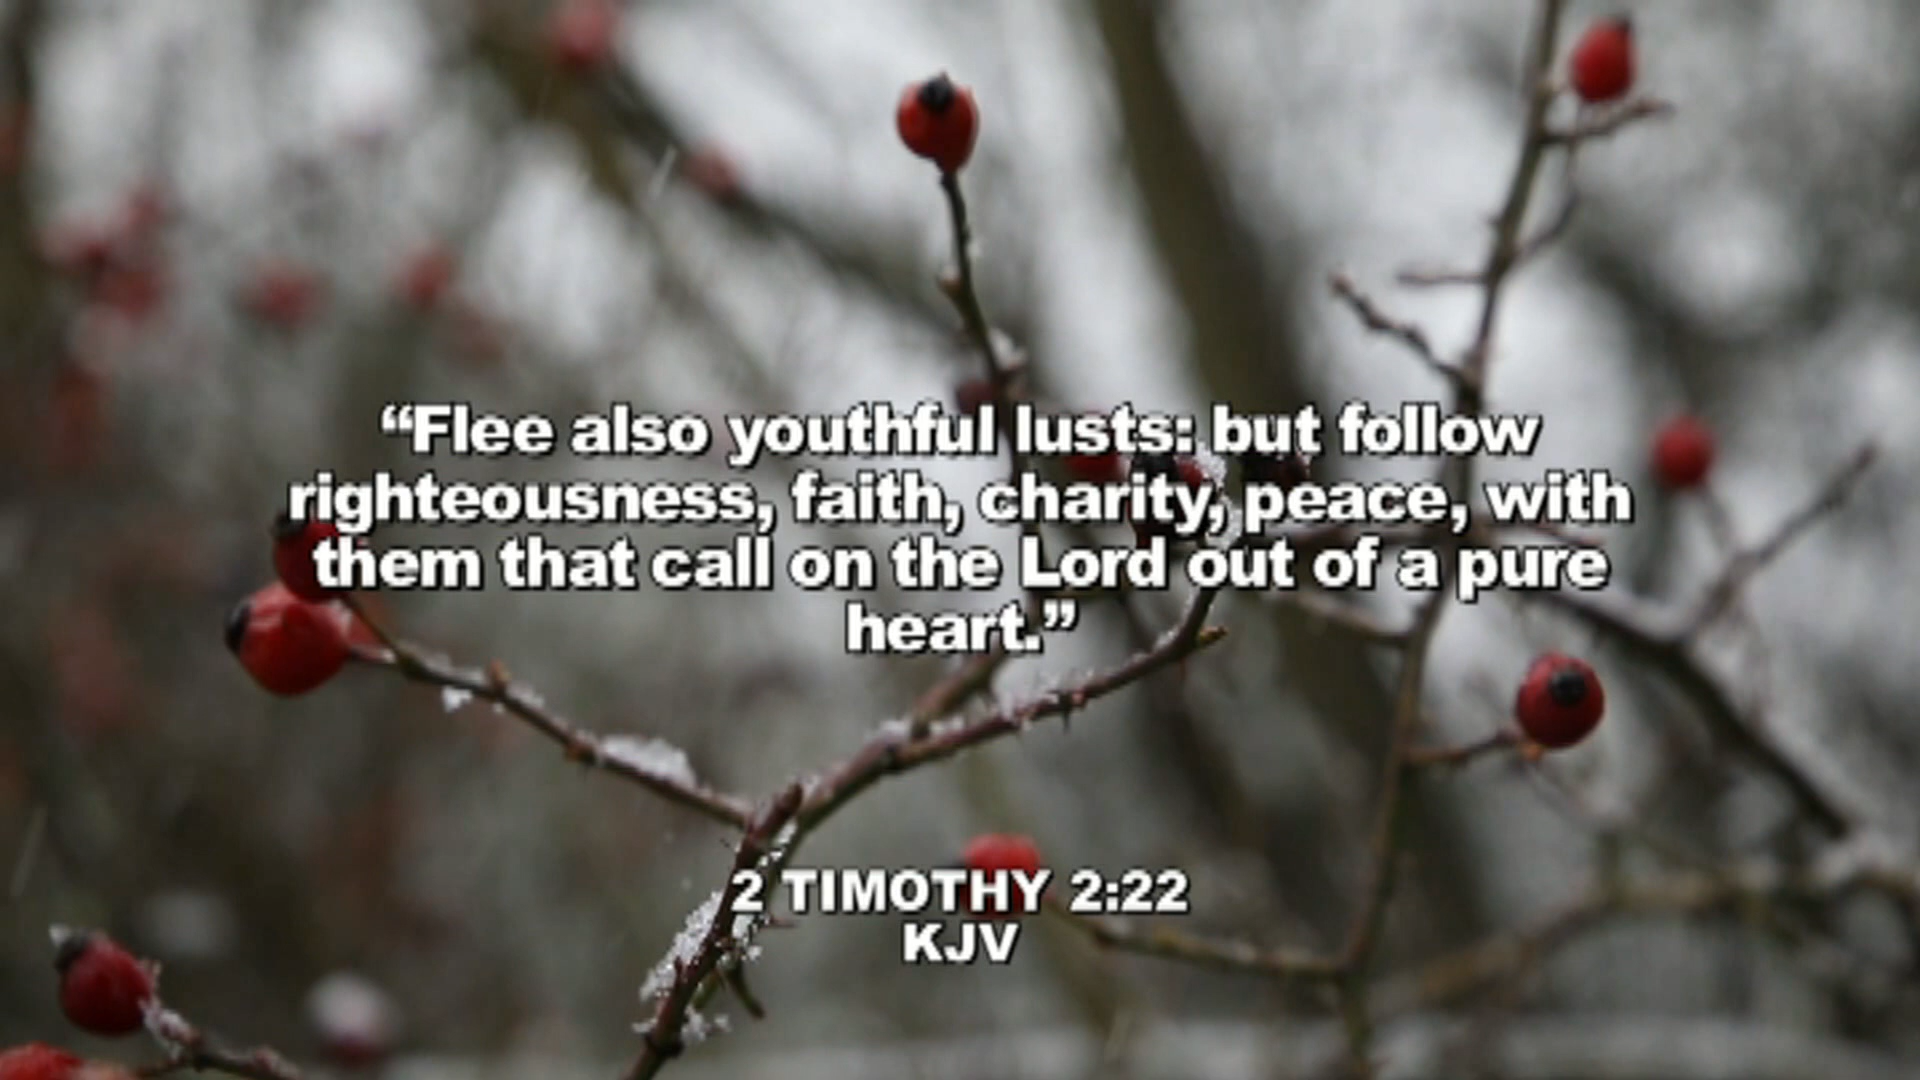 “Flee also youthful lusts: but follow
righteousness, faith, charity, peace, with
them that call on the Lord out of a pure
heart.”
2 TIMOTHY 2:22
KJV